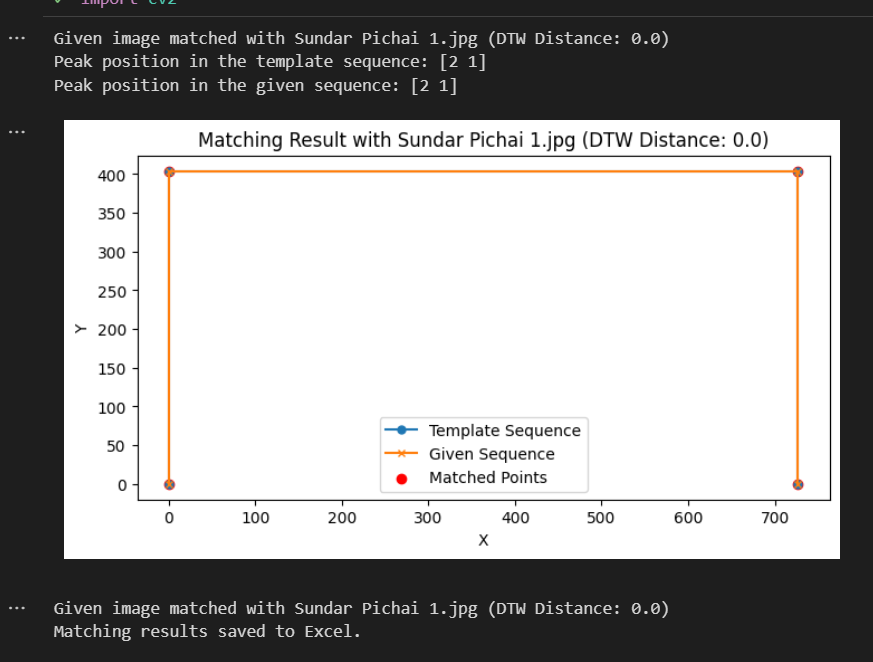 import cv2
Given image matched with Sundar Pichai 1.jpg (DTW Distance: 0.0)
Peak position in the template sequence: [2 1]
Peak position in the given sequence: [2 1]
Matching Result with Sundar Pichai 1.jpg (DTW Distance: 0.0)
400
350
300
250
200
150
100
50
0
Y
Template Sequence
Given Sequence
Matched Points
0 100 200 300 400 500 600 700
X
Given image matched with Sundar Pichai 1.jpg (DTW Distance: 0.0)
Matching results saved to Excel.